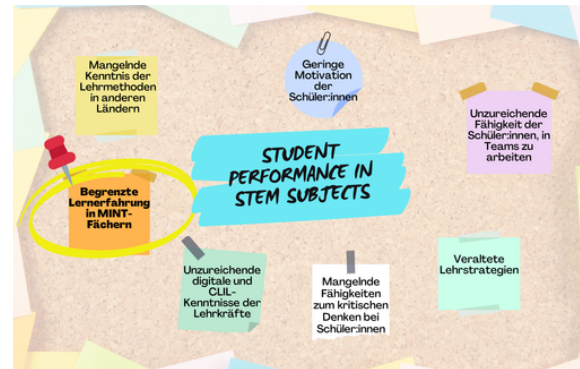 Mangelnde
Kenntnis der
Lehrmethoden
in anderen
Ländern
Geringe
Motivation
der
Schüler:innen
Unzureichende
Fähigkeit der
Schüler:innen, in
Teams zu
arbeiten
STUDENT
PERFORMANCE IN
STEM SUBJECTS
Begrenzte
Lernerfahrung
in MINT-
Fächern
Unzureichende
digitale und
CLIL-
Kenntnisse der
Lehrkräfte
Mangelnde
Fähigkeiten
zum kritischen
Denken bei
Schüler:innen
Veraltete
Lehrstrategien